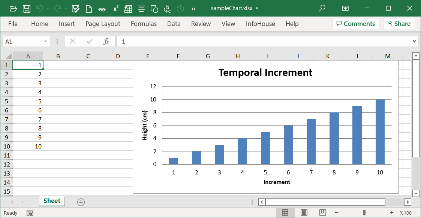 sampleChart.xlsx
File Home Insert Page Layout Formulas Data Review View InfoHouse Help Comments Share
A1 fx 1
A B C D E F G H I J K L M
1 1
2 2
3 3
4 4
5 5
6 6
7 7
8 8
9 9
10 10
11
12
13
14
15
Temporal Increment
Height (cm)
12
10
8
6
4
2
0
1 2 3 4 5 6 7 8 9 10
Increment
Sheet
Ready %100